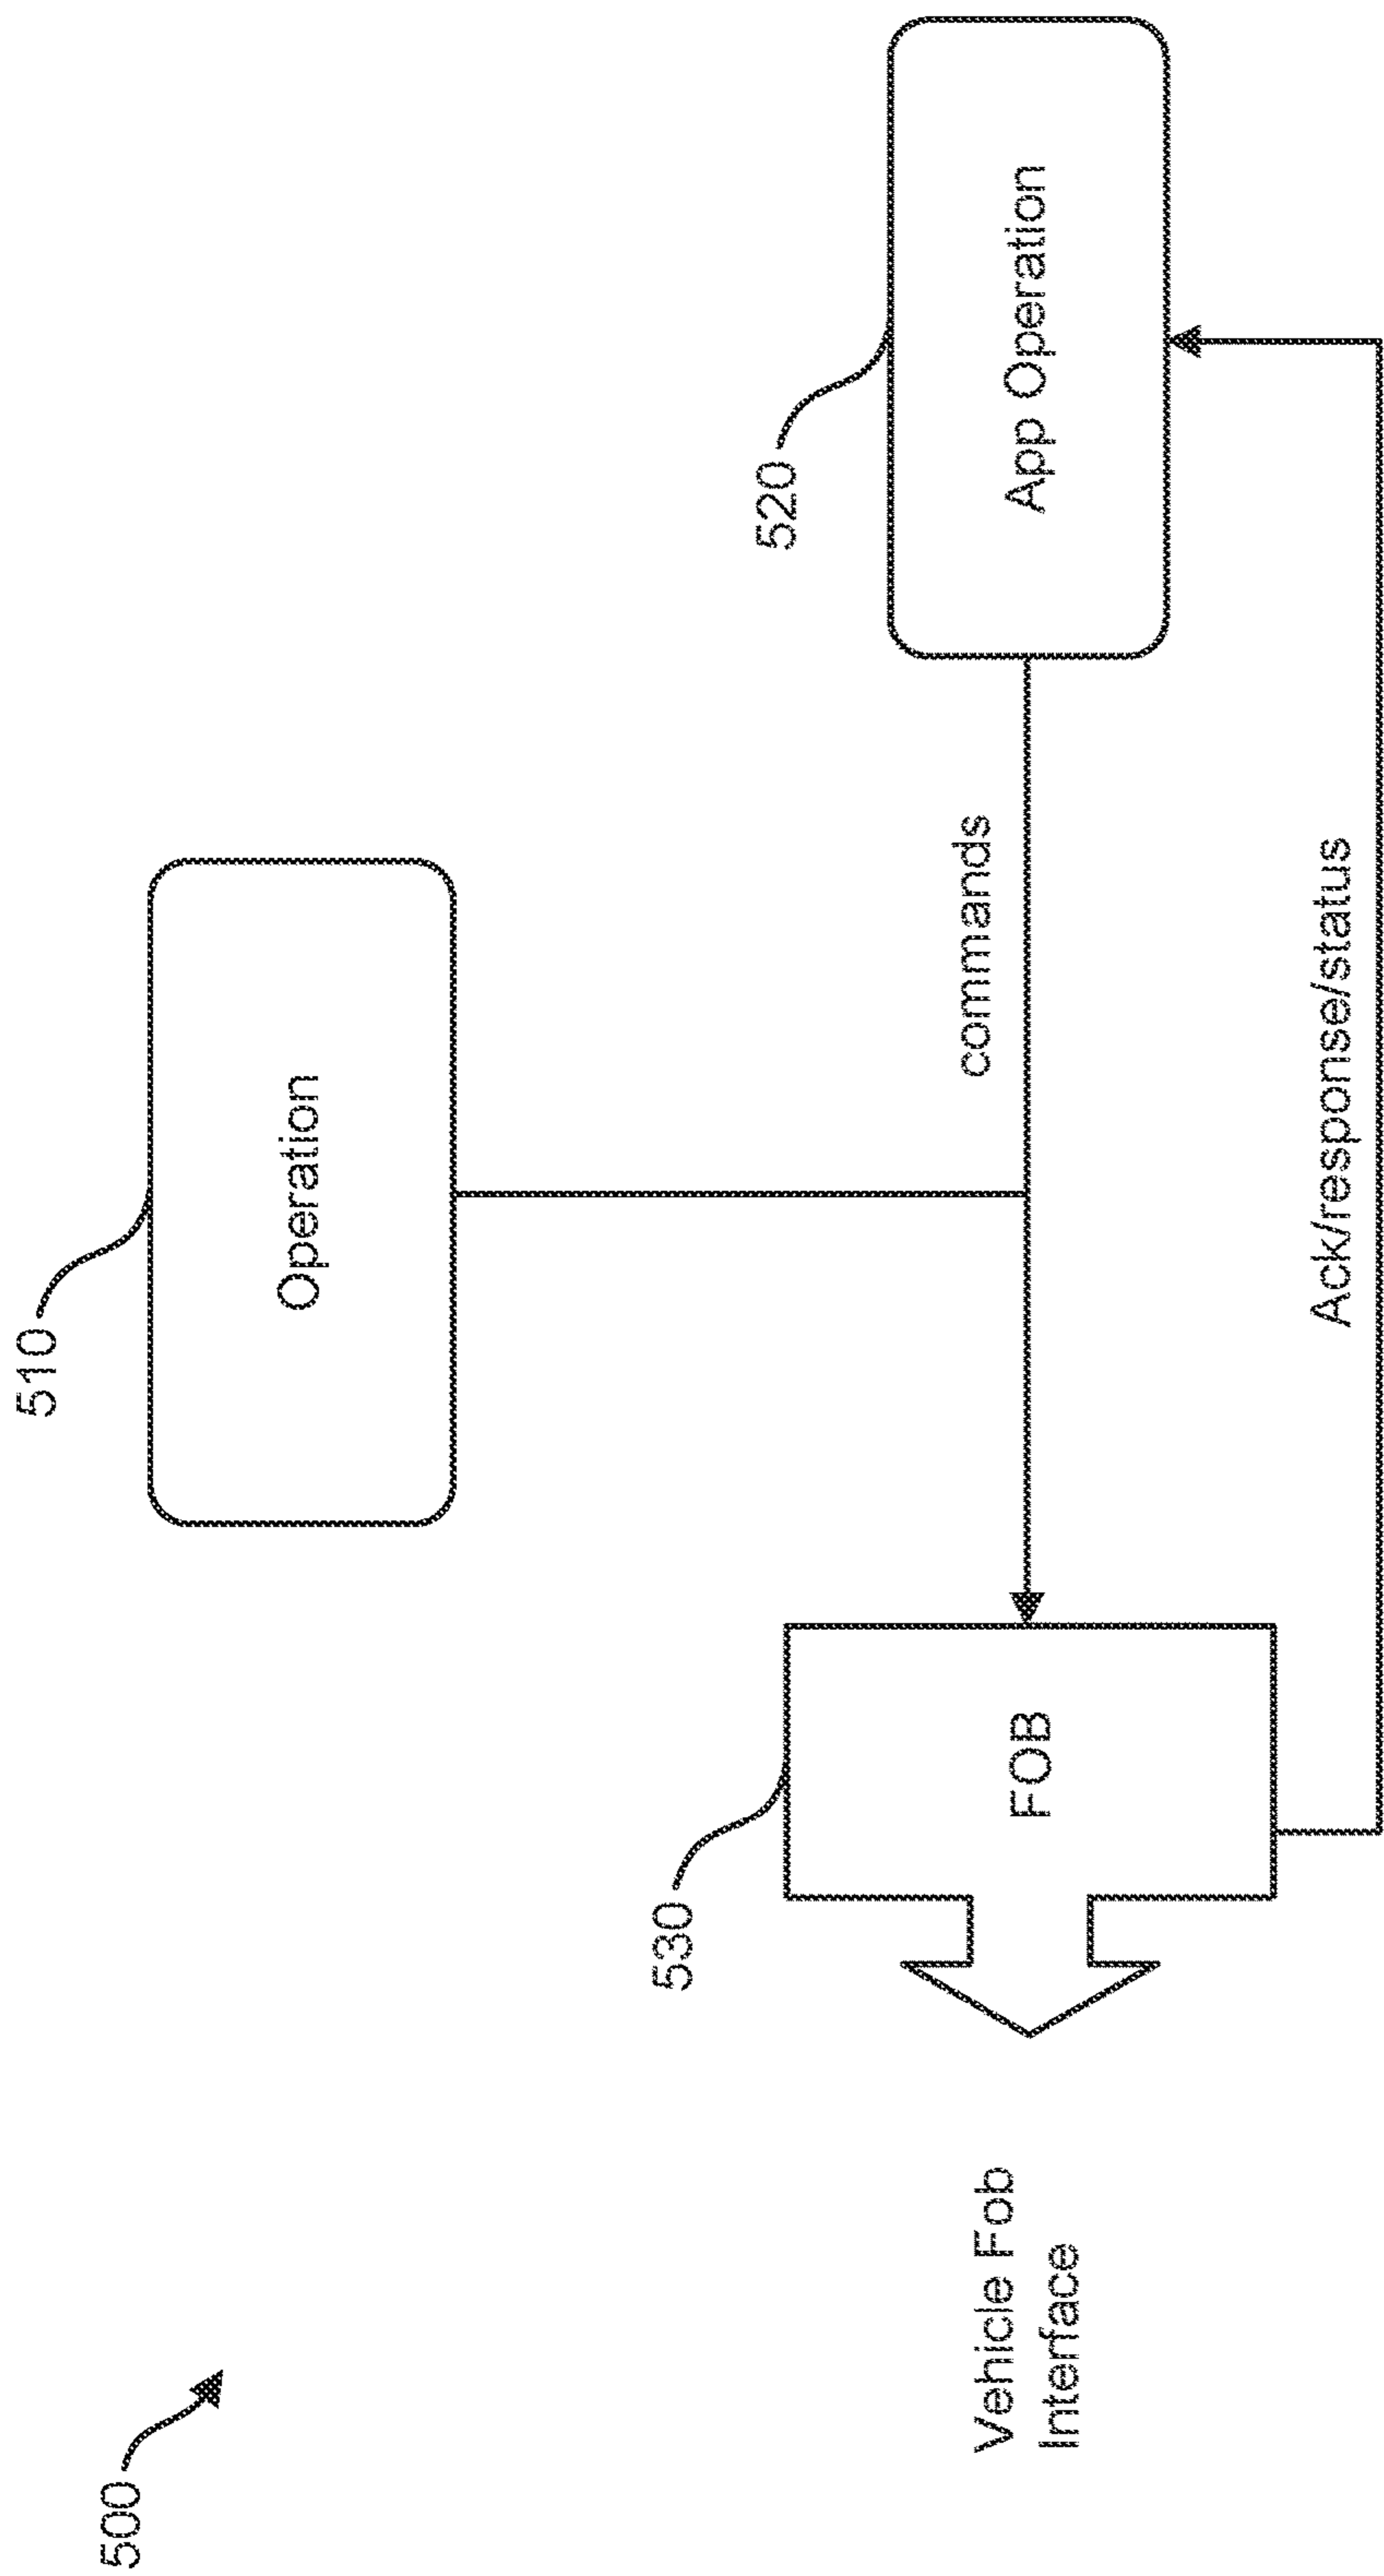 500
510
Operation
520
App Operation
commands
530
FOB
Vehicle Fob
Interface
Ack/response/status